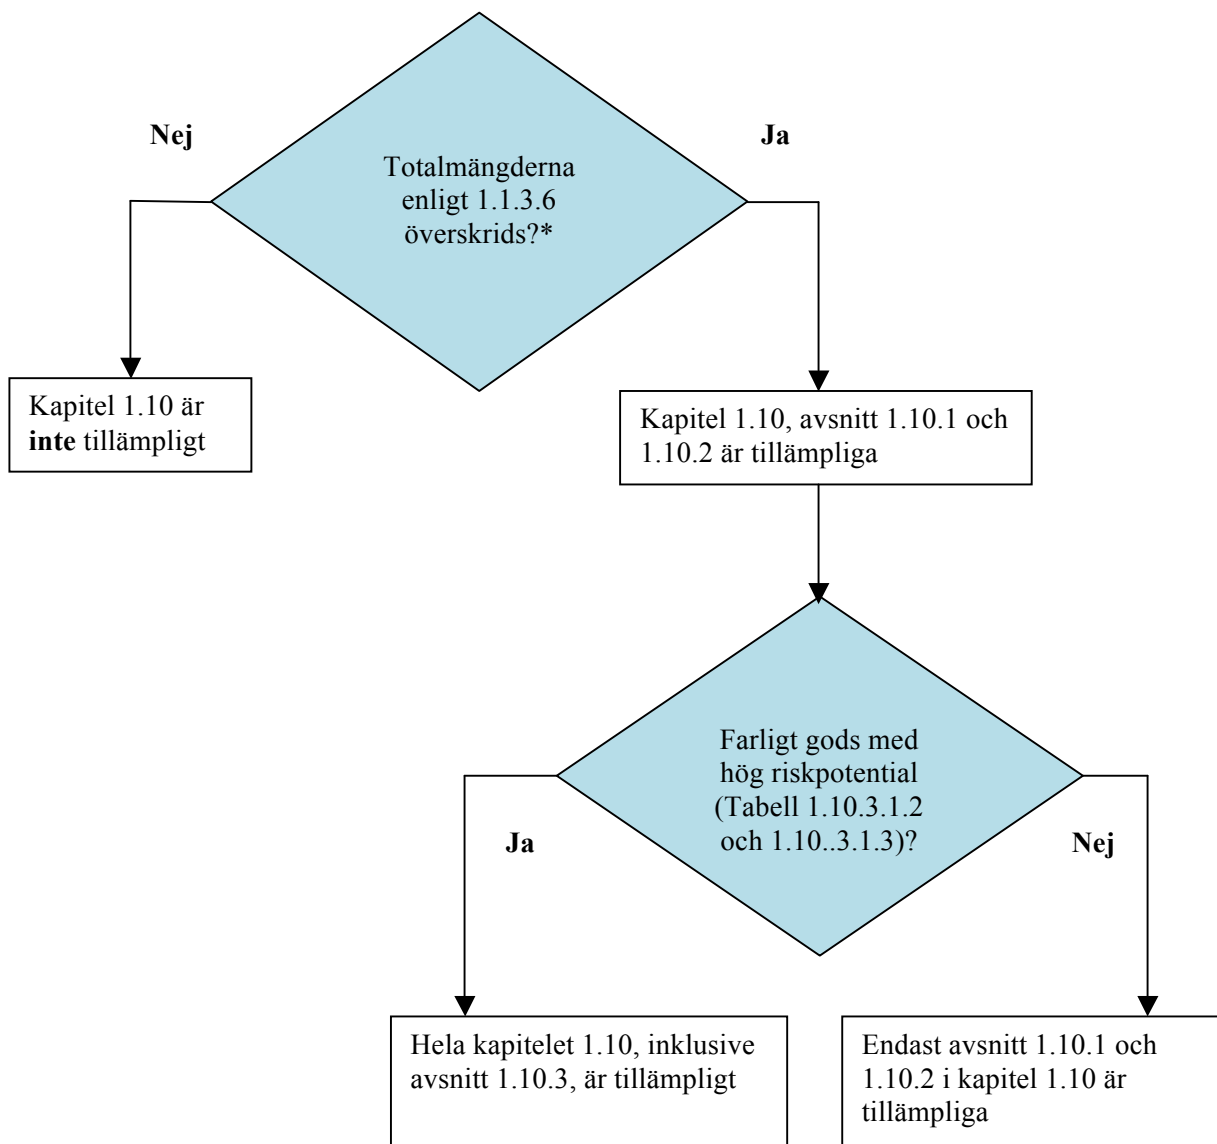 Nej
Ja
Totalmängderna
enligt 1.1.3.6
överskrids?*
Kapitel 1.10 är
inte tillämpligt
Kapitel 1.10, avsnitt 1.10.1 och
1.10.2 är tillämpliga
Farligt gods med
hög riskpotential
(Tabell 1.10.3.1.2
och 1.10..3.1.3)?
Ja
Nej
Hela kapitelet 1.10, inklusive
avsnitt 1.10.3, är tillämpligt
Endast avsnitt 1.10.1 och
1.10.2 i kapitel 1.10 är
tillämpliga